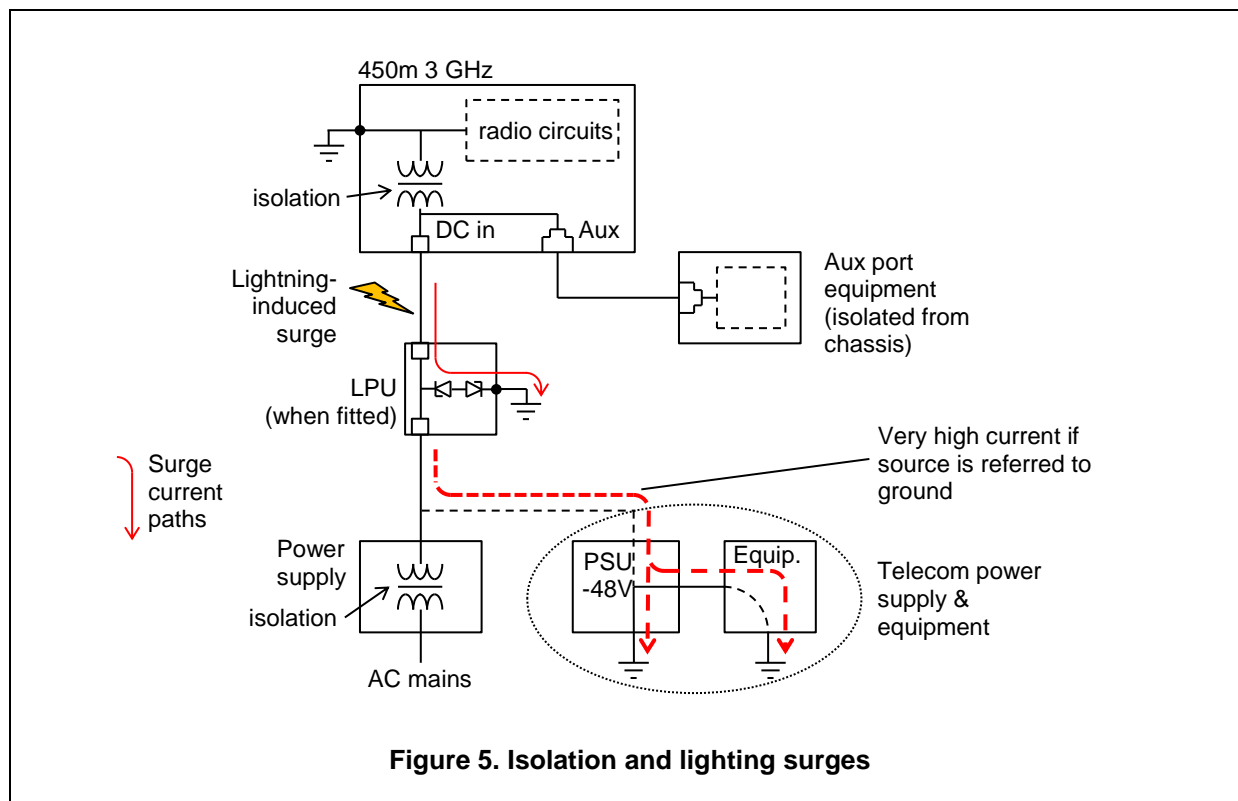 450m 3 GHz
radio circuits
isolation
DC in
Aux
Lightning-
induced
surge
Aux port
equipment
(isolated from
chassis)
LPU
(when fitted)
Very high current if
source is referred to
ground
Surge
current
paths
Power
supply
isolation
PSU
-48V
Equip.
Telecom power
supply &
equipment
AC mains
Figure 5. Isolation and lighting surges